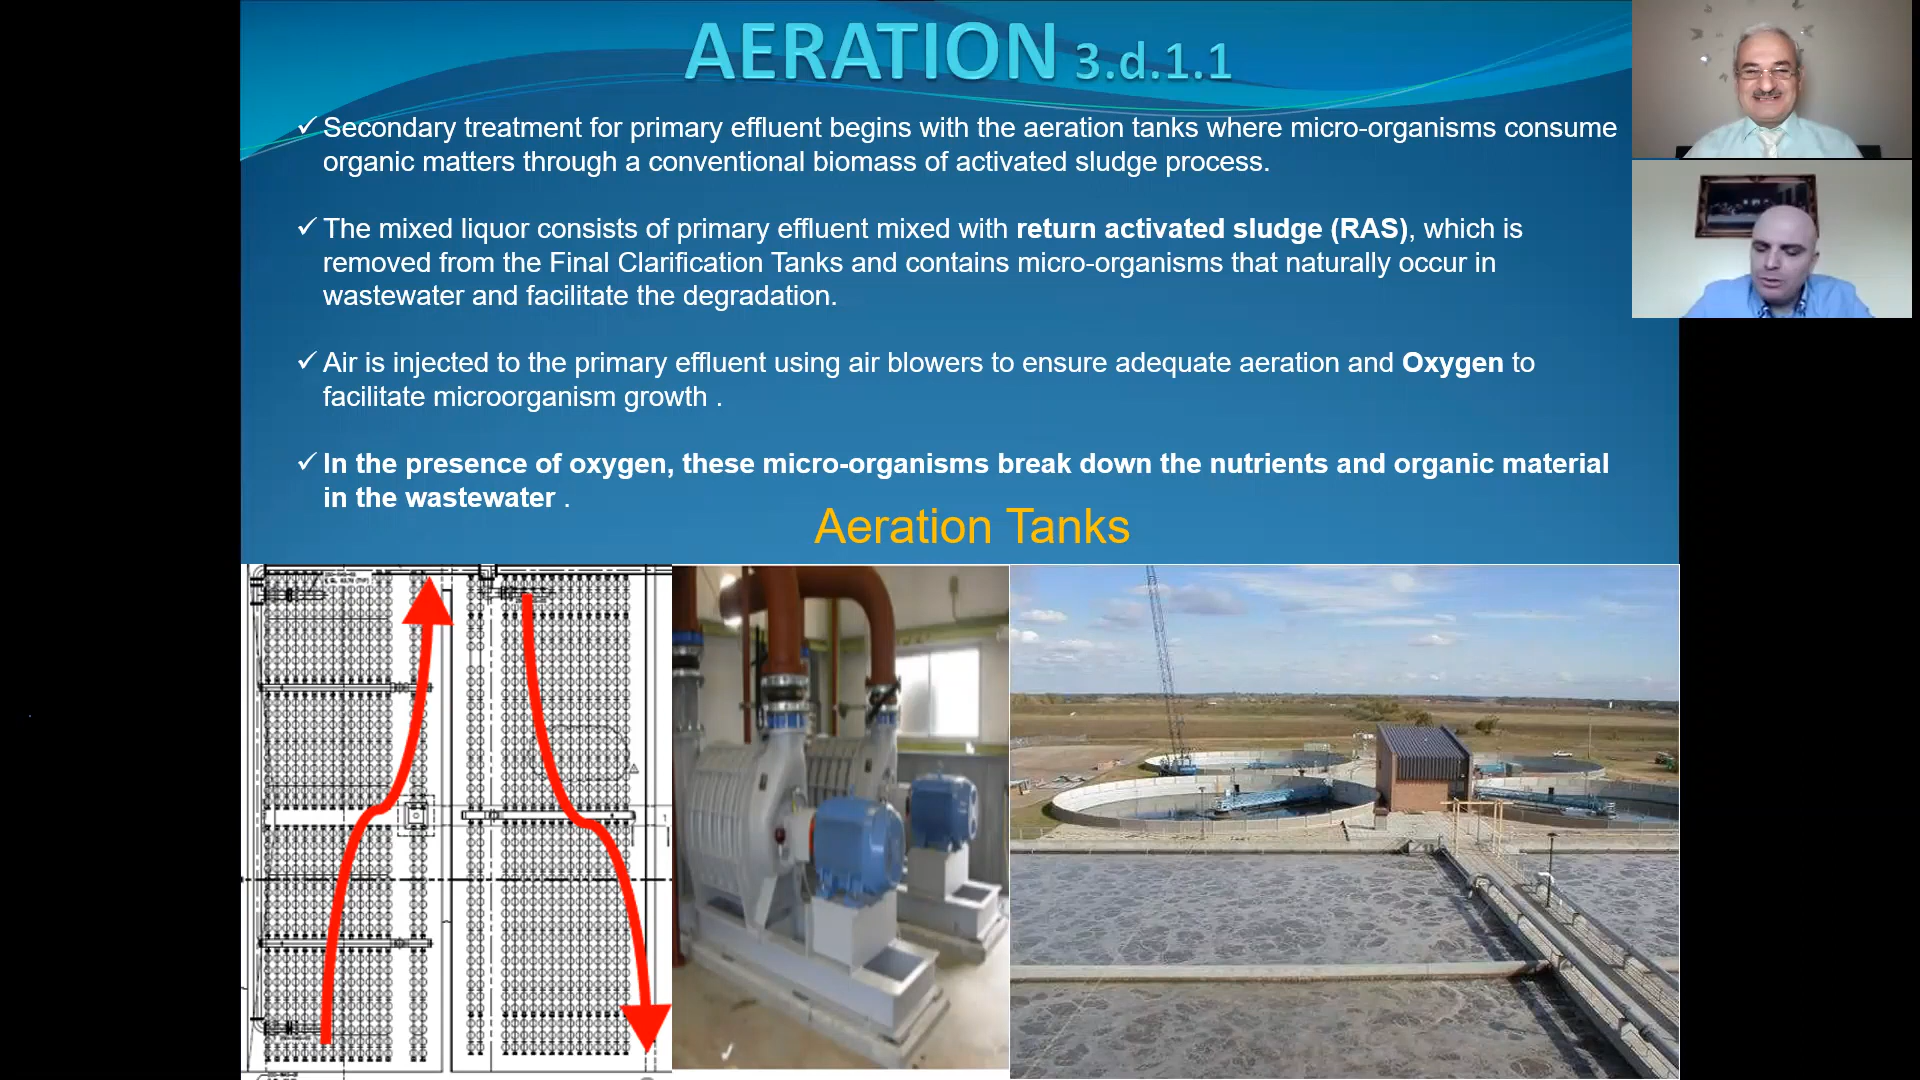 AERATION 3.d.1.1
✓ Secondary treatment for primary effluent begins with the aeration tanks where micro-organisms consume
organic matters through a conventional biomass of activated sludge process.
✓ The mixed liquor consists of primary effluent mixed with return activated sludge (RAS), which is
removed from the Final Clarification Tanks and contains micro-organisms that naturally occur in
wastewater and facilitate the degradation.
✓ Air is injected to the primary effluent using air blowers to ensure adequate aeration and Oxygen to
facilitate microorganism growth .
✓ In the presence of oxygen, these micro-organisms break down the nutrients and organic material
in the wastewater .
Aeration Tanks